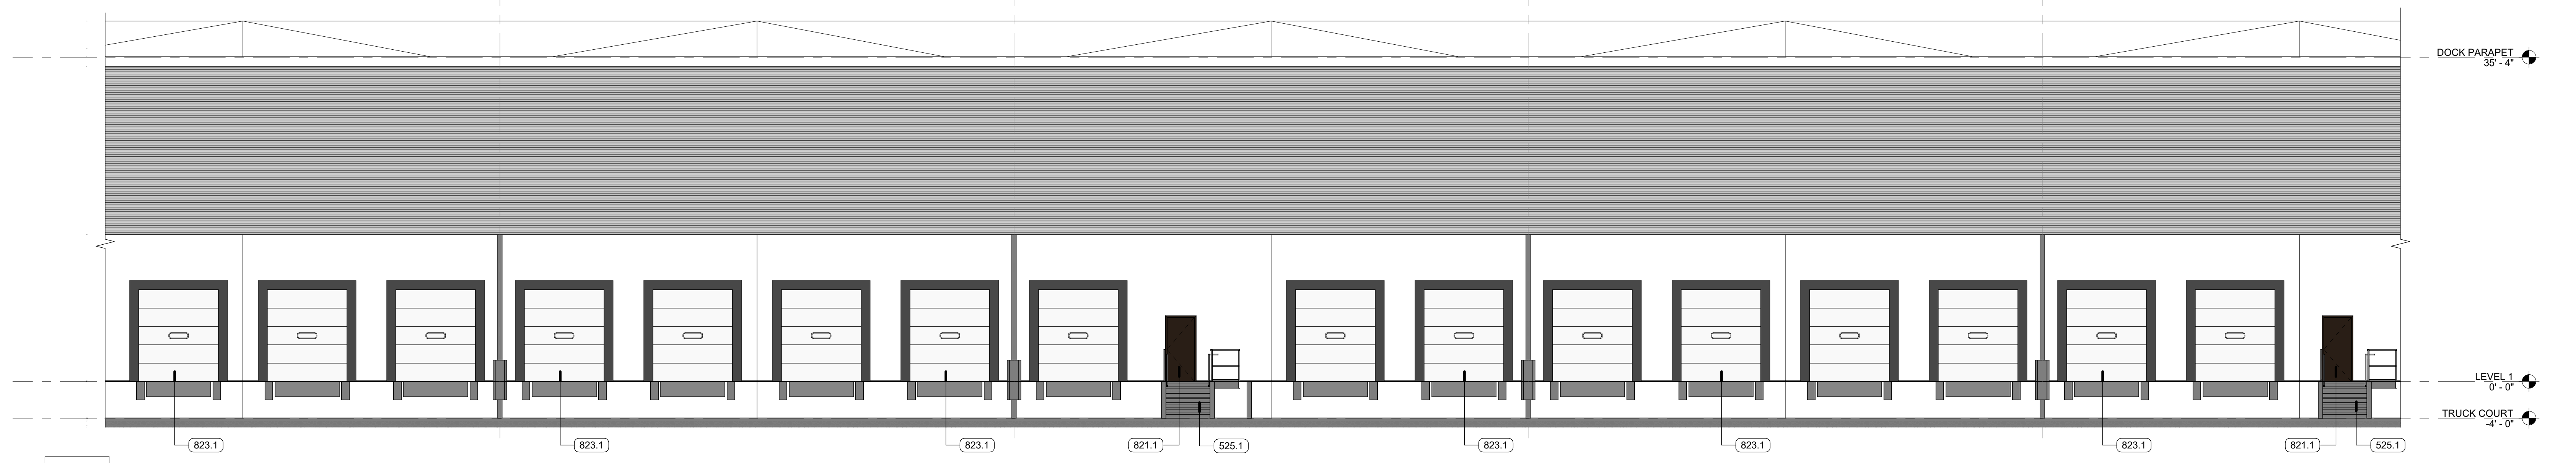 DOCK PARAPET
35' - 4"
LEVEL 1
0' - 0"
TRUCK COURT
-4' - 0"
823.1
823.1
823.1
821.1
525.1
823.1
823.1
823.1
821.1
525.1